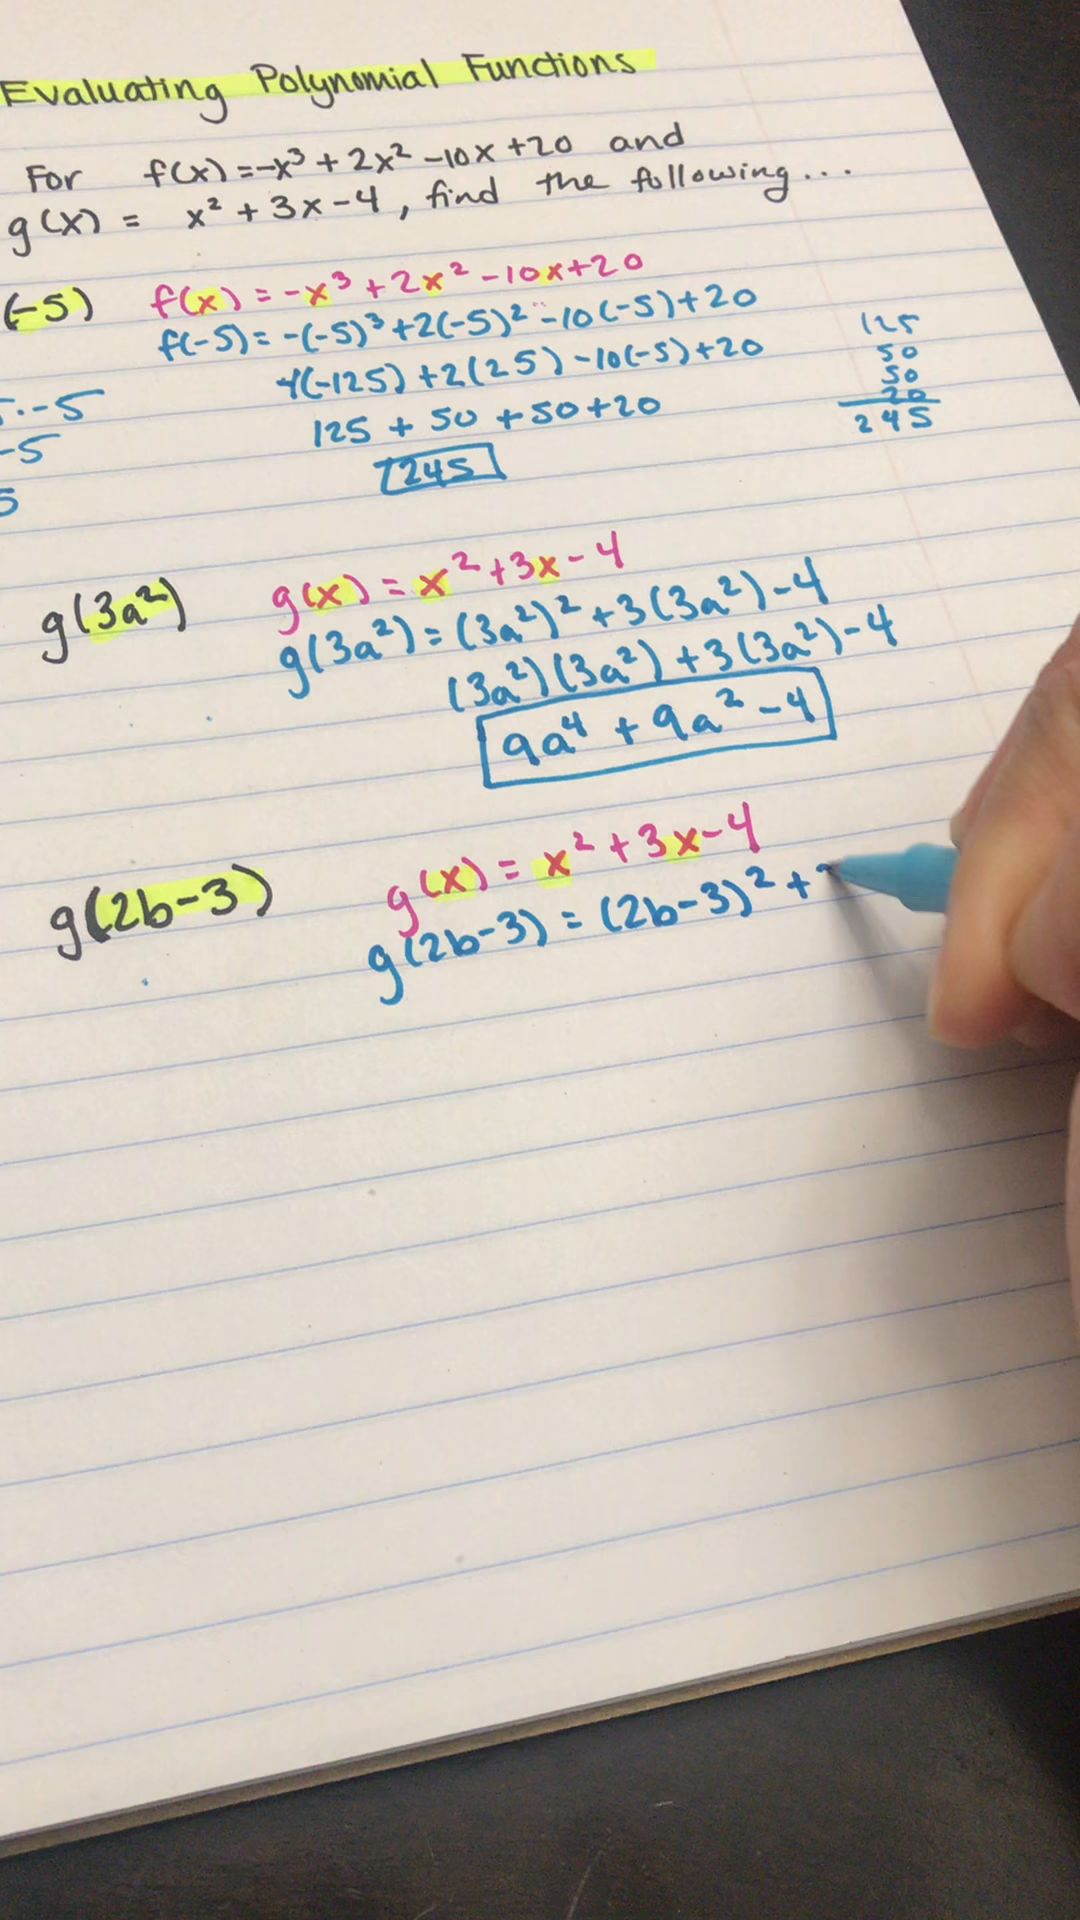 Evaluating Polynomial Functions
For f(x) = -x³ + 2x² - 10x + 20 and
g(x) = x² + 3x - 4, find the following...
(-5) f(x) = -x³ + 2x² - 10x + 20
f(-5) = -(-5)³ + 2(-5)² - 10(-5) + 20
-(-125) + 2(25) - 10(-5) + 20
125 + 50 + 50 + 20
245
125
50
50
20
245
·-5
-5
5
g(3a²) g(x) = x² + 3x - 4
g(3a²) = (3a²)² + 3(3a²) - 4
(3a²)(3a²) + 3(3a²) - 4
9a⁴ + 9a² - 4
g(2b-3) g(x) = x² + 3x - 4
g(2b-3) = (2b-3)² +